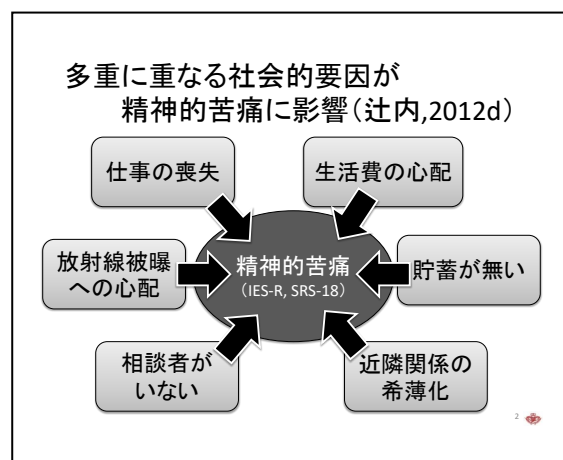 多重に重なる社会的要因が
精神的苦痛に影響(辻内,2012d)
仕事の喪失
生活費の心配
放射線被曝
への心配
精神的苦痛
(IES-R, SRS-18)
貯蓄が無い
相談者が
いない
近隣関係の
希薄化
2